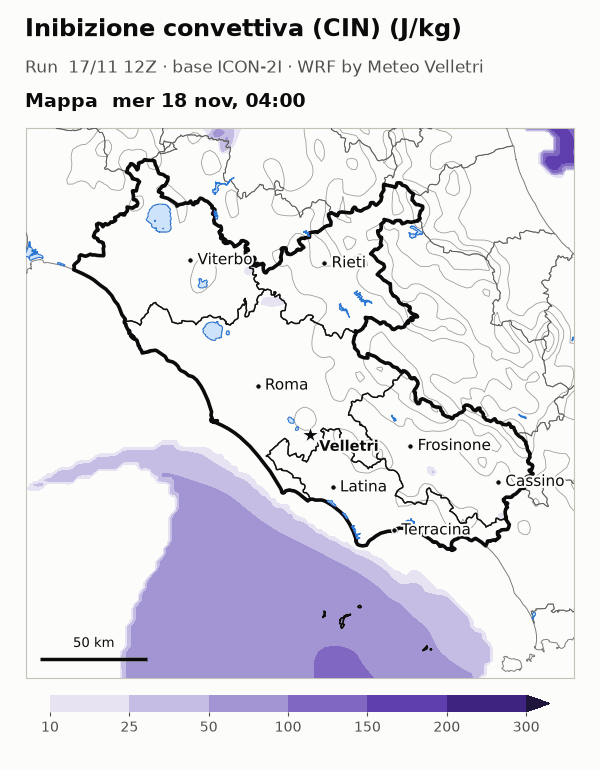 Inibizione convettiva (CIN) (J/kg)
Run  17/11 12Z · base ICON-2I · WRF by Meteo Velletri
Mappa  mer 18 nov, 04:00
Viterbo
Rieti
Roma
Velletri
Frosinone
Latina
Cassino
Terracina
50 km
10 25 50 100 150 200 300